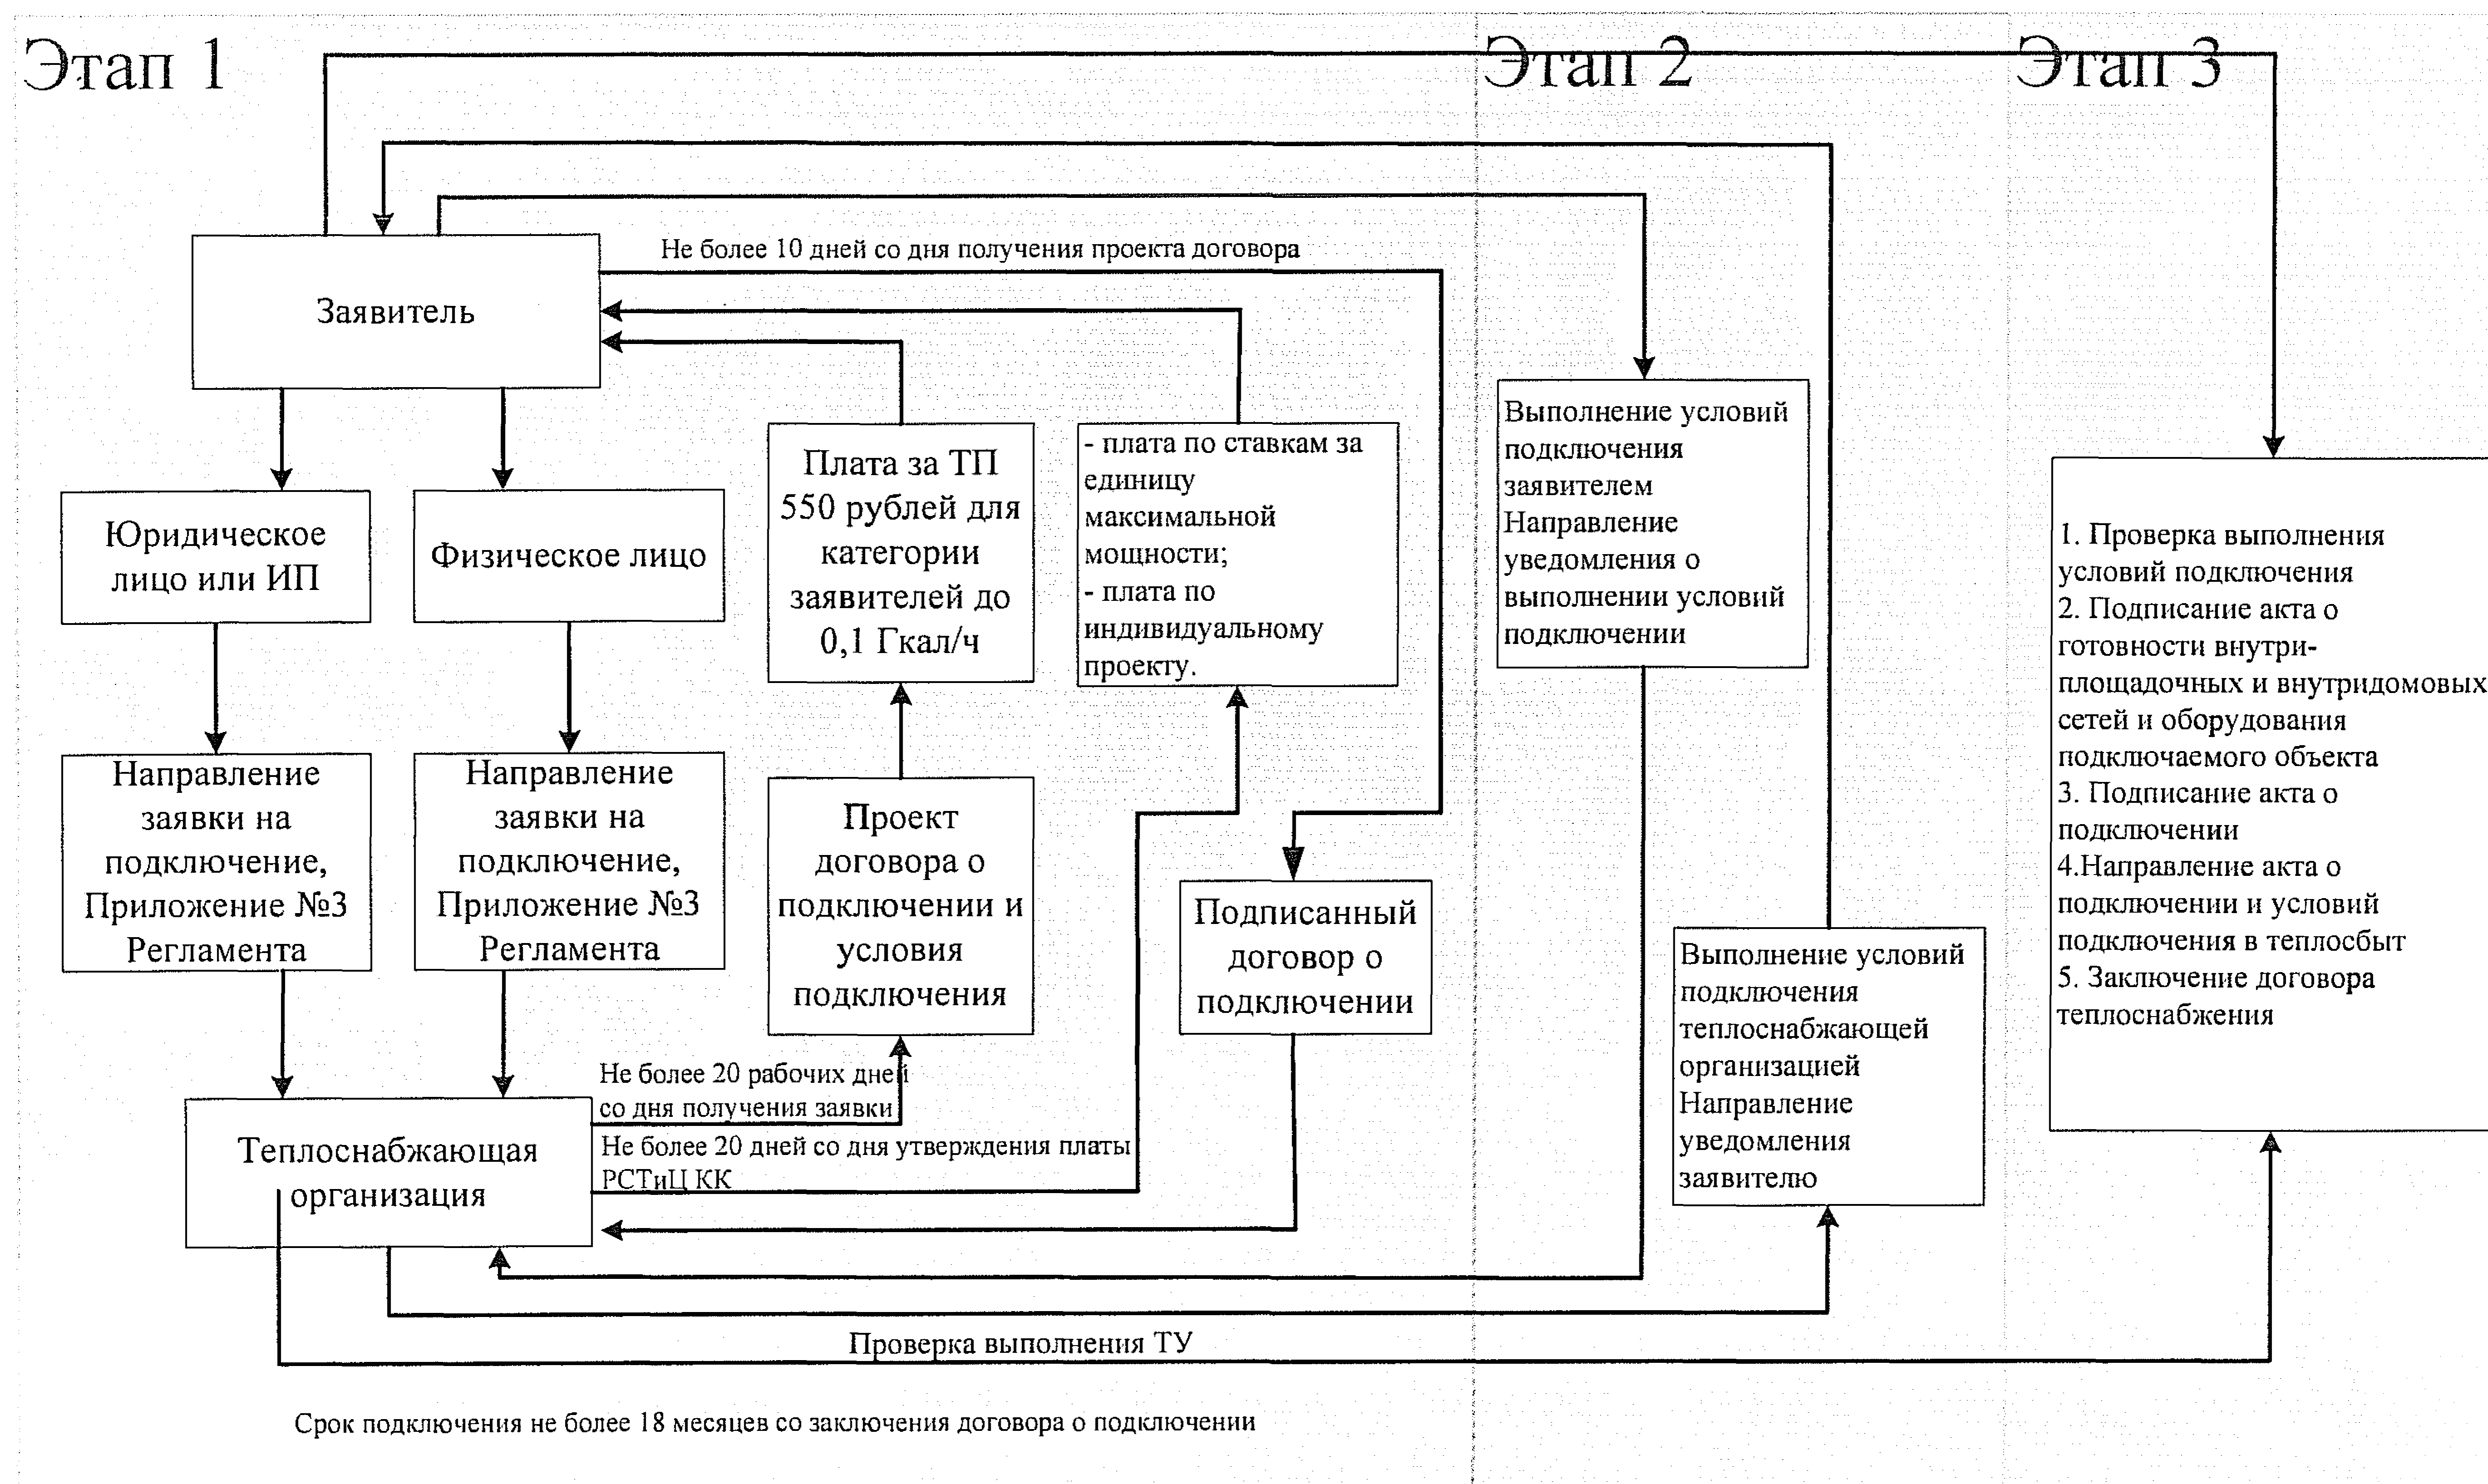 Этап 1
Этап 2
Этап 3
Не более 10 дней со дня получения проекта договора
Заявитель
Юридическое
лицо или ИП
Физическое лицо
Плата за ТП
550 рублей для
категории
заявителей до
0,1 Гкал/ч
- плата по ставкам за
единицу
максимальной
мощности;
- плата по
индивидуальному
проекту.
Направление
заявки на
подключение,
Приложение №3
Регламента
Направление
заявки на
подключение,
Приложение №3
Регламента
Проект
договора о
подключении и
условия
подключения
Подписанный
договор о
подключении
Не более 20 рабочих дней
со дня получения заявки
Не более 20 дней со дня утверждения платы
РСТиЦ КК
Теплоснабжающая
организация
Выполнение условий
подключения
заявителем
Направление
уведомления о
выполнении условий
подключении
Выполнение условий
подключения
теплоснабжающей
организацией
Направление
уведомления
заявителю
1. Проверка выполнения
условий подключения
2. Подписание акта о
готовности внутри-
площадочных и внутридомовых
сетей и оборудования
подключаемого объекта
3. Подписание акта о
подключении
4.Направление акта о
подключении и условий
подключения в теплосбыт
5. Заключение договора
теплоснабжения
Проверка выполнения ТУ
Срок подключения не более 18 месяцев со заключения договора о подключении